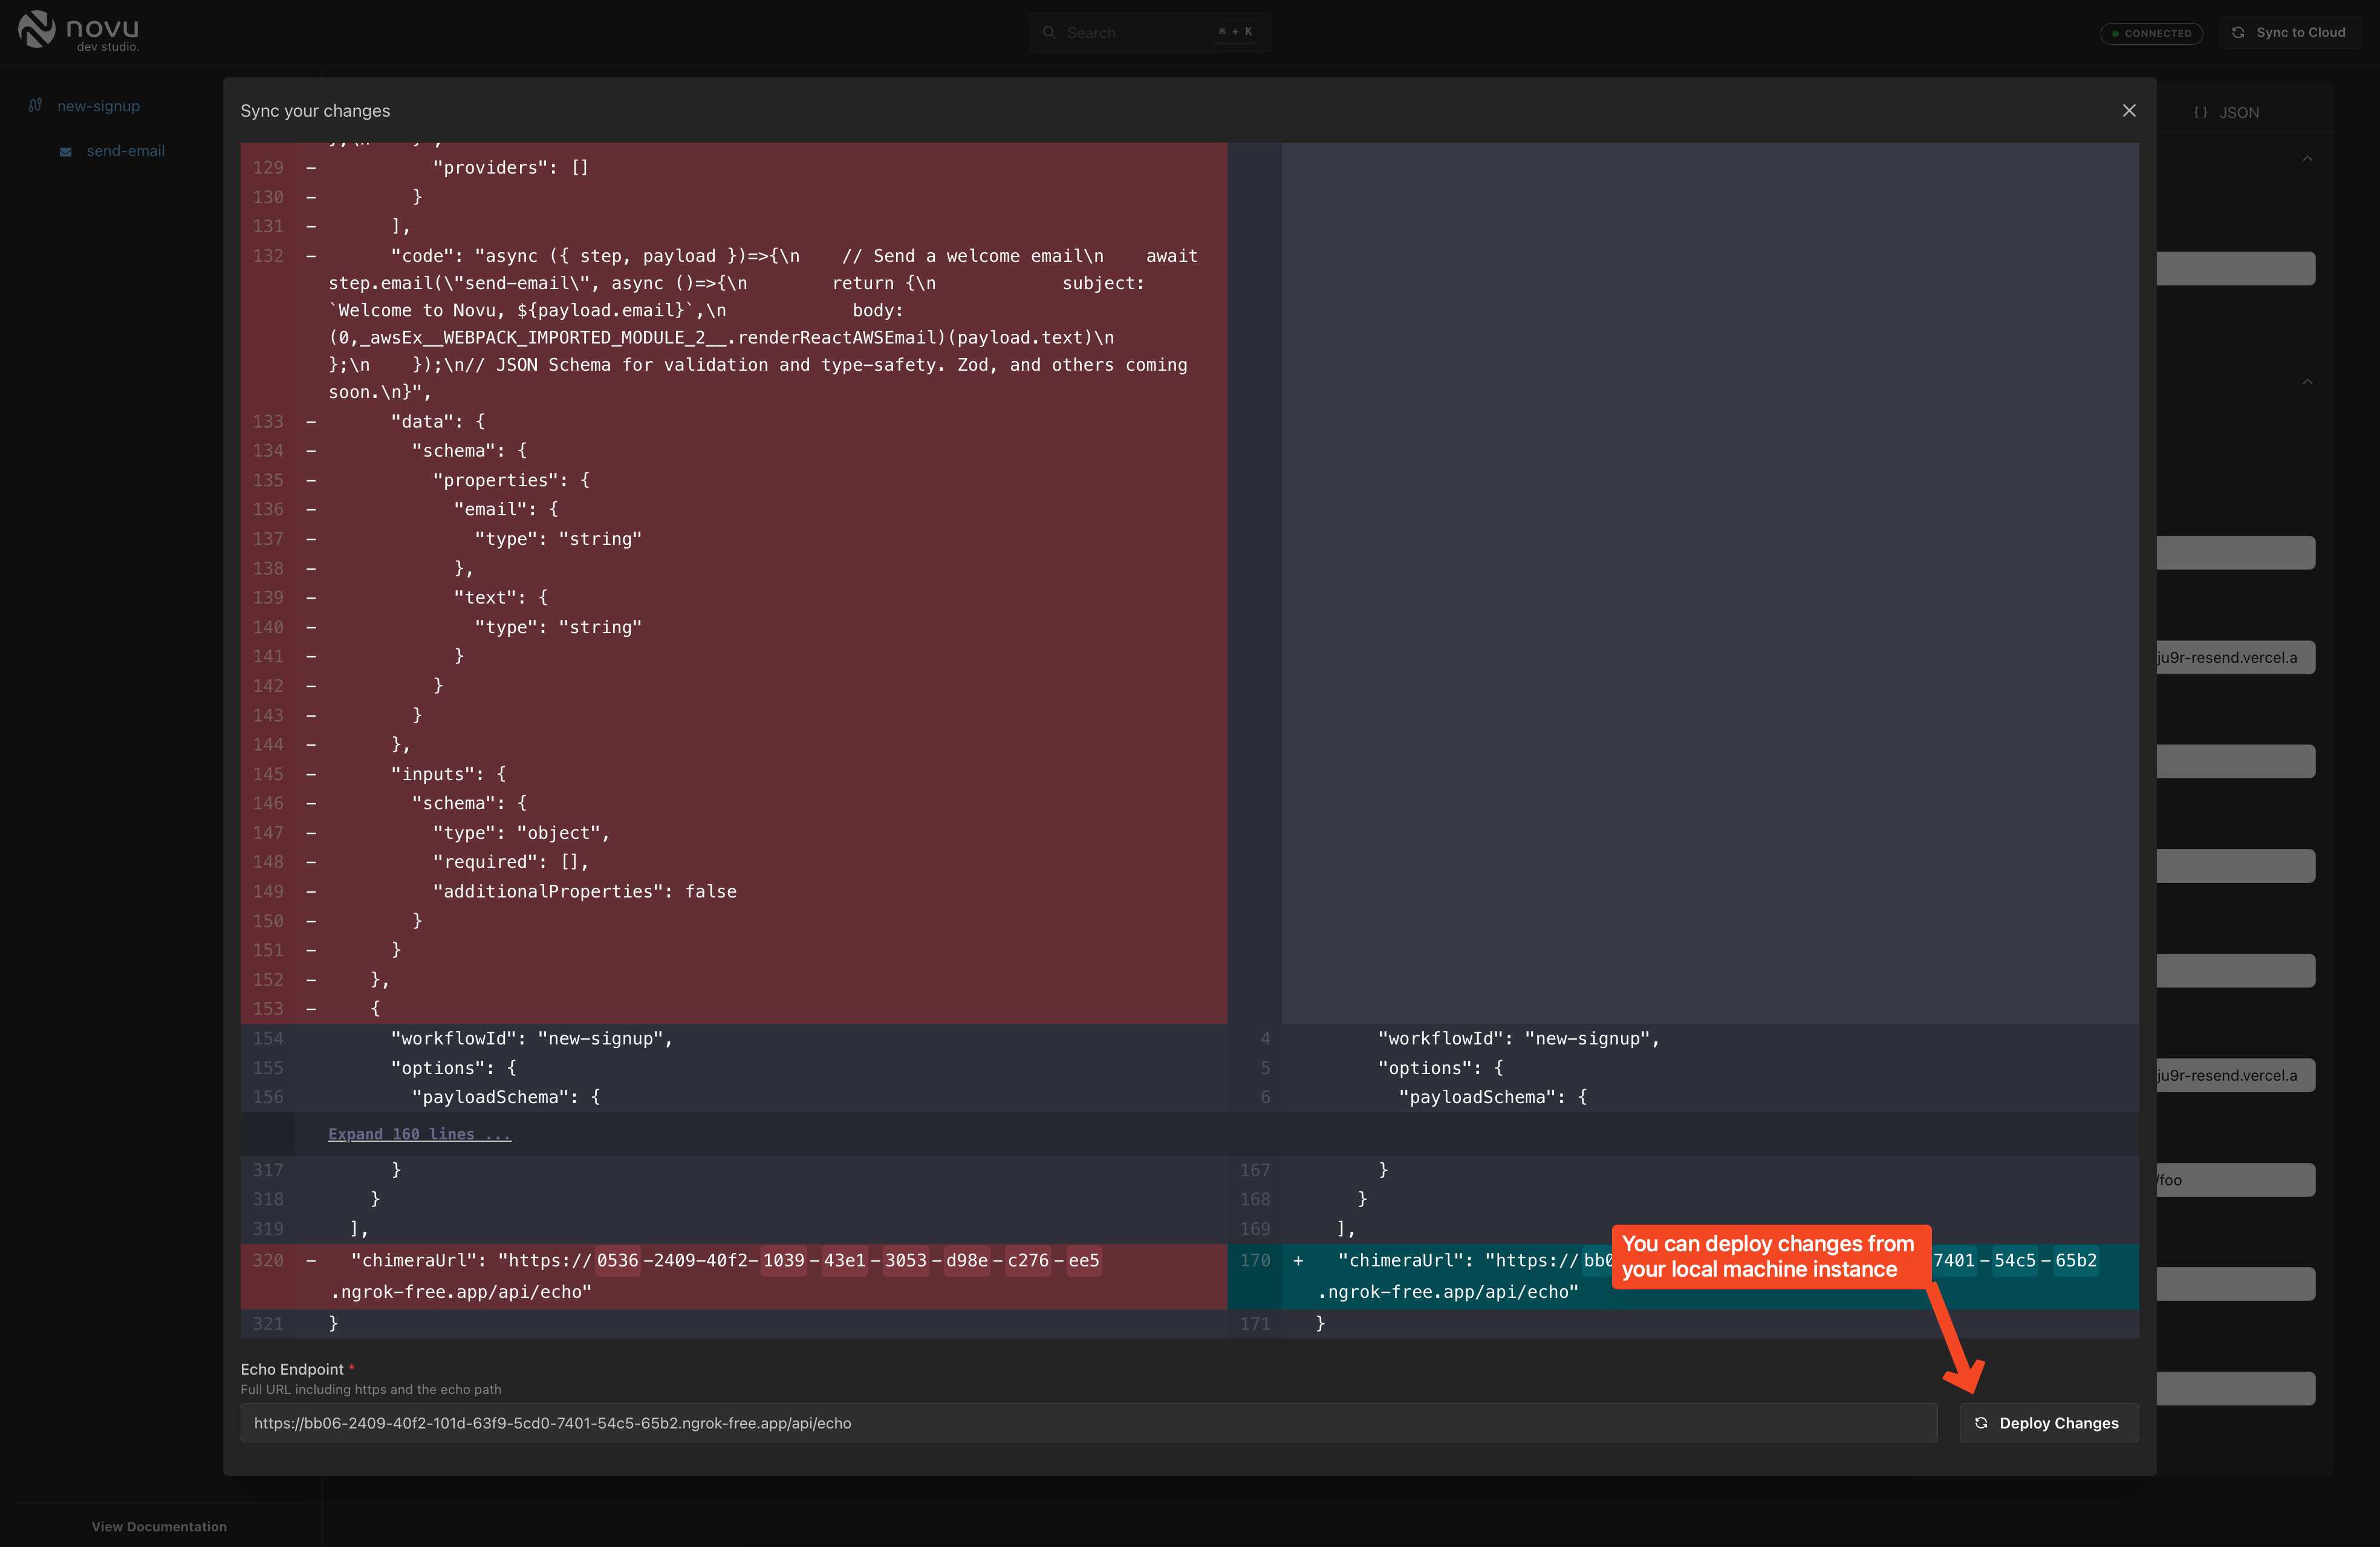 novu
dev studio.
Search
⌘ + K
CONNECTED
Sync to Cloud
new-signup
send-email
Sync your changes
{ } JSON
129 – "providers": []
130 – }
131 – ],
132 – "code": "async ({ step, payload })=>{\n    // Send a welcome email\n    await
step.email(\"send-email\", async ()=>{\n        return {\n            subject:
`Welcome to Novu, ${payload.email}`,\n            body:
(0,_awsEx__WEBPACK_IMPORTED_MODULE_2__.renderReactAWSEmail)(payload.text)\n
};\n    });\n// JSON Schema for validation and type-safety. Zod, and others coming
soon.\n}",
133 – "data": {
134 – "schema": {
135 – "properties": {
136 – "email": {
137 – "type": "string"
138 – },
139 – "text": {
140 – "type": "string"
141 – }
142 – }
143 – }
144 – },
145 – "inputs": {
146 – "schema": {
147 – "type": "object",
148 – "required": [],
149 – "additionalProperties": false
150 – }
151 – }
152 – },
153 – {
154 "workflowId": "new-signup", 4 "workflowId": "new-signup",
155 "options": { 5 "options": {
156 "payloadSchema": { 6 "payloadSchema": {
Expand 160 lines ...
317 } 167 }
318 } 168 }
319 ], 169 ],
320 – "chimeraUrl": "https://0536-2409-40f2-1039-43e1-3053-d98e-c276-ee5
.ngrok-free.app/api/echo"
170 + "chimeraUrl": "https://bb0 7401-54c5-65b2
.ngrok-free.app/api/echo"
321 } 171 }
You can deploy changes from
your local machine instance
Echo Endpoint *
Full URL including https and the echo path
https://bb06-2409-40f2-101d-63f9-5cd0-7401-54c5-65b2.ngrok-free.app/api/echo
Deploy Changes
ju9r-resend.vercel.a
ju9r-resend.vercel.a
/foo
View Documentation